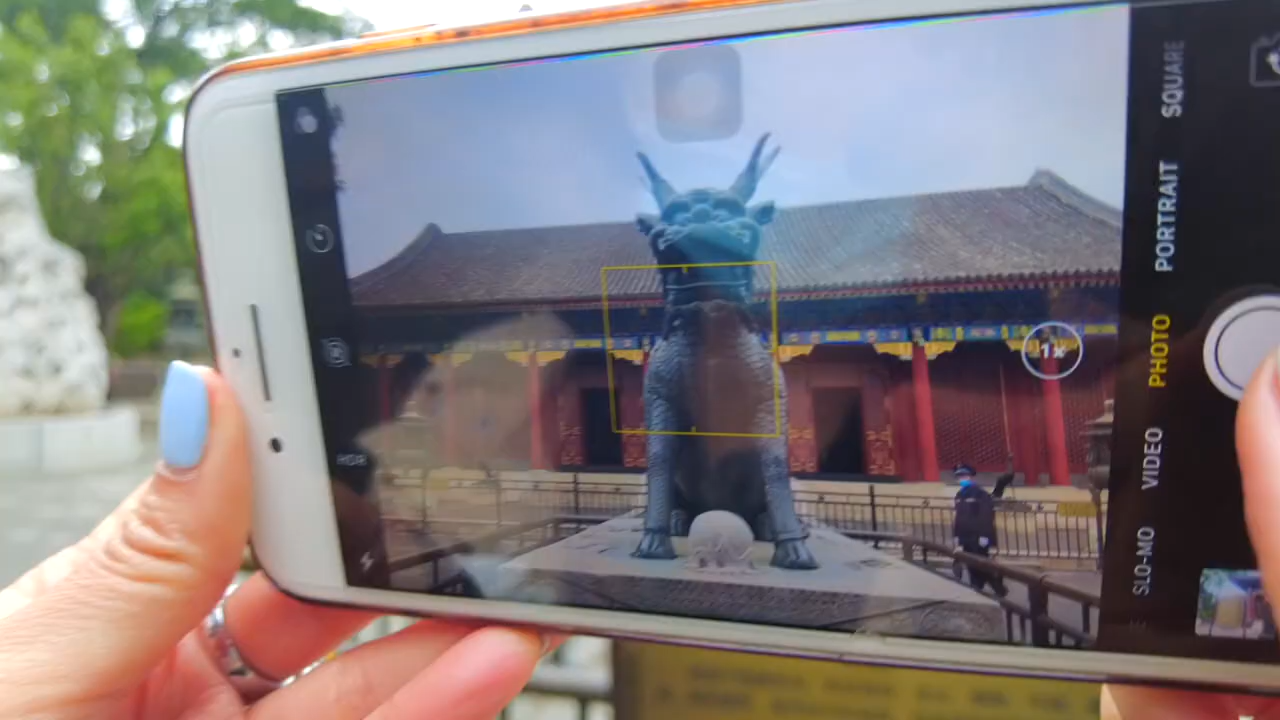 SQUARE
PORTRAIT
PHOTO
VIDEO
SLO-MO
1x
HDR